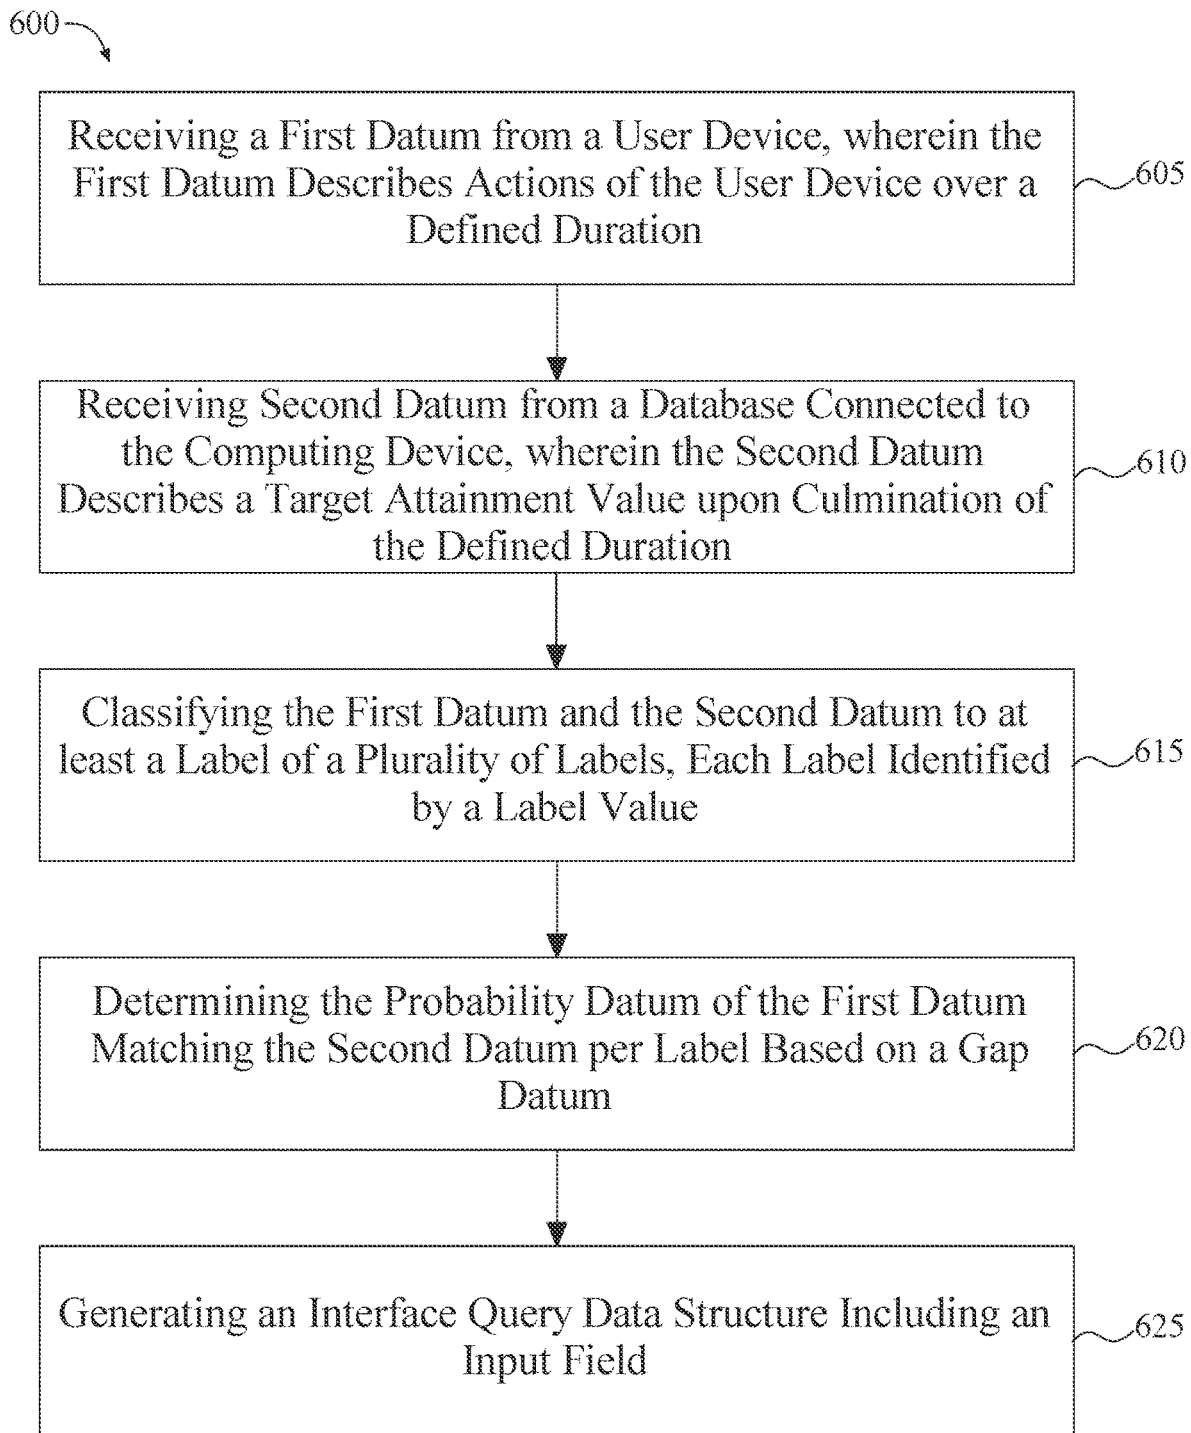 600
Receiving a First Datum from a User Device, wherein the
First Datum Describes Actions of the User Device over a
Defined Duration
605
Receiving Second Datum from a Database Connected to
the Computing Device, wherein the Second Datum
Describes a Target Attainment Value upon Culmination of
the Defined Duration
610
Classifying the First Datum and the Second Datum to at
least a Label of a Plurality of Labels, Each Label Identified
by a Label Value
615
Determining the Probability Datum of the First Datum
Matching the Second Datum per Label Based on a Gap
Datum
620
Generating an Interface Query Data Structure Including an
Input Field
625